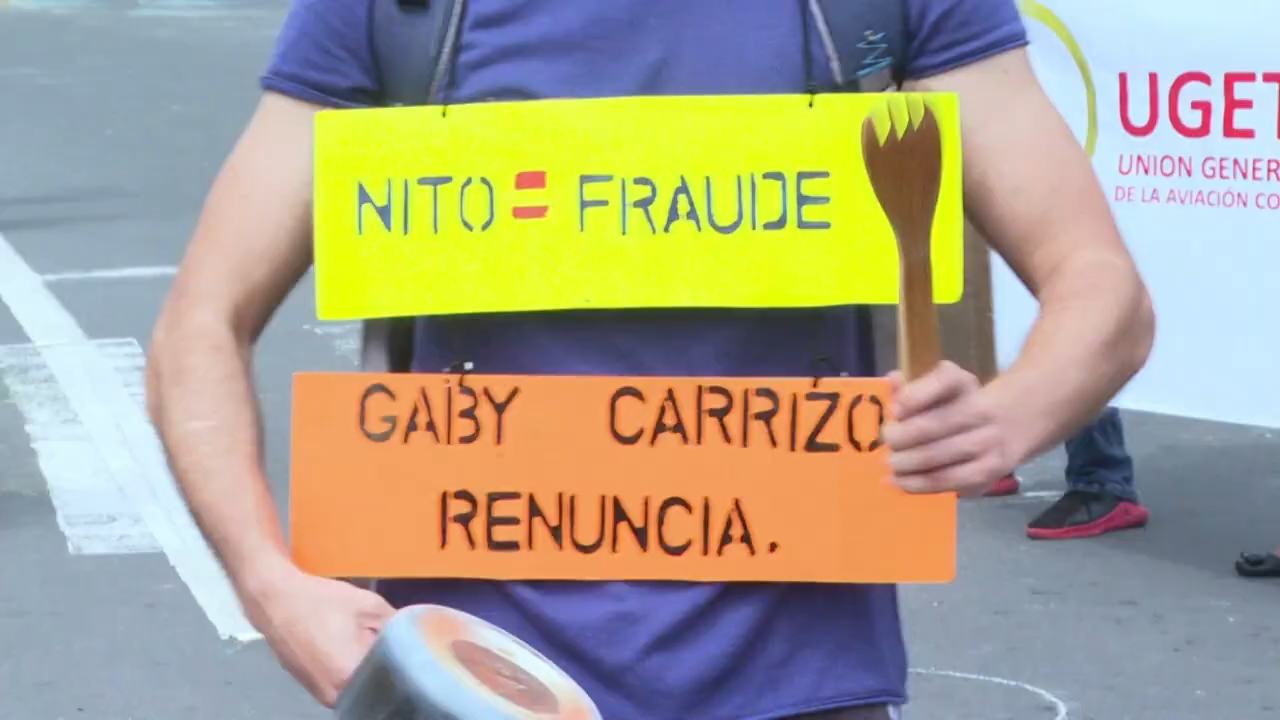 NITO = FRAUDE
GABY CARRIZO
RENUNCIA.
UGET
UNION GENER
DE LA AVIACIÓN CO